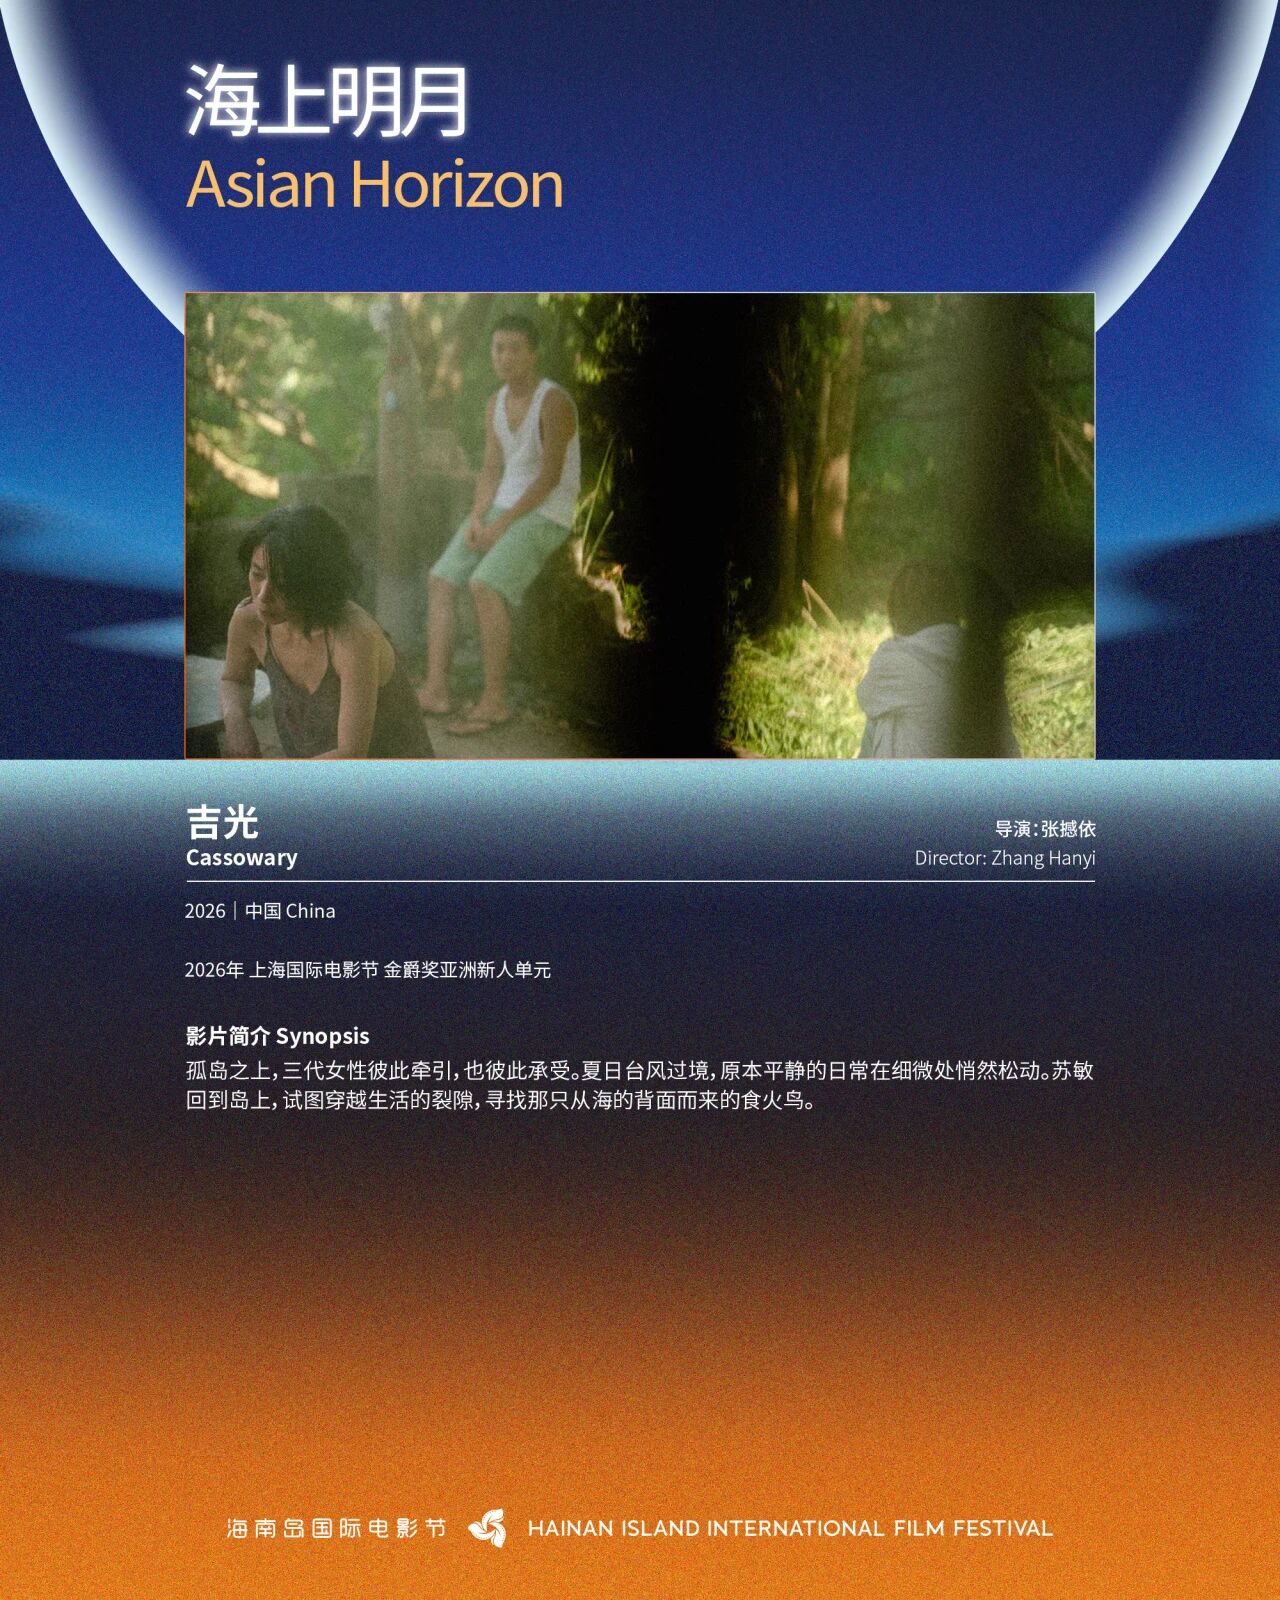 海上明月
Asian Horizon
吉光
Cassowary
导演：张撼依
Director: Zhang Hanyi
2026｜中国 China
2026年 上海国际电影节 金爵奖亚洲新人单元
影片简介 Synopsis
孤岛之上，三代女性彼此牵引，也彼此承受。夏日台风过境，原本平静的日常在细微处悄然松动。苏敏
回到岛上，试图穿越生活的裂隙，寻找那只从海的背面而来的食火鸟。
海南岛国际电影节 HAINAN ISLAND INTERNATIONAL FILM FESTIVAL